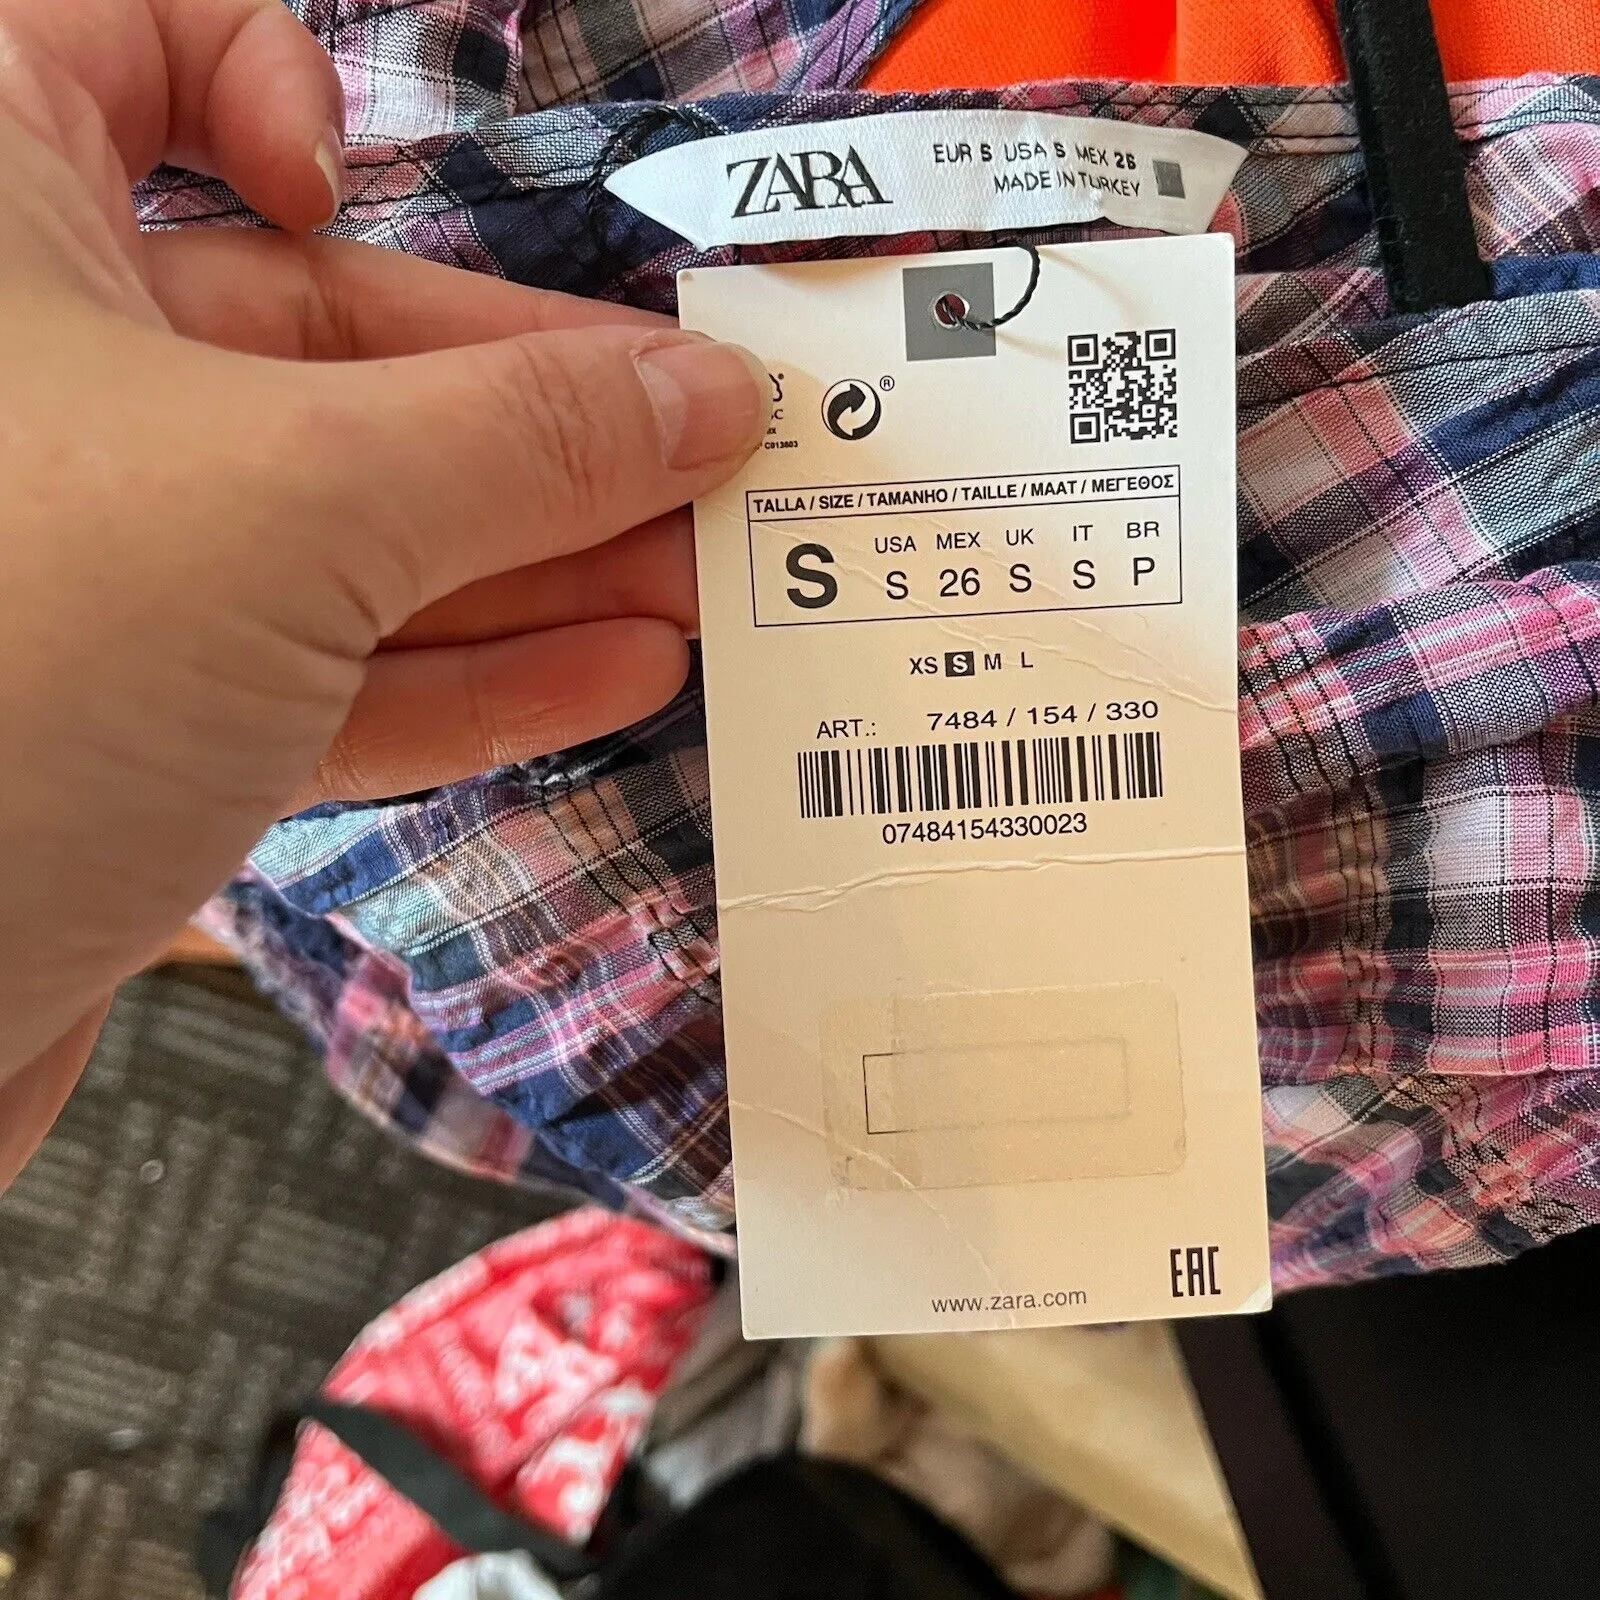 ZARA
EUR S USA S MEX 26
MADE IN TURKEY
®
C013803
TALLA / SIZE / TAMANHO / TAILLE / MAAT / ΜΕΓΕΘΟΣ
S
USA MEX UK IT BR
S 26 S S P
XS S M L
ART.: 7484 / 154 / 330
07484154330023
www.zara.com
EAC